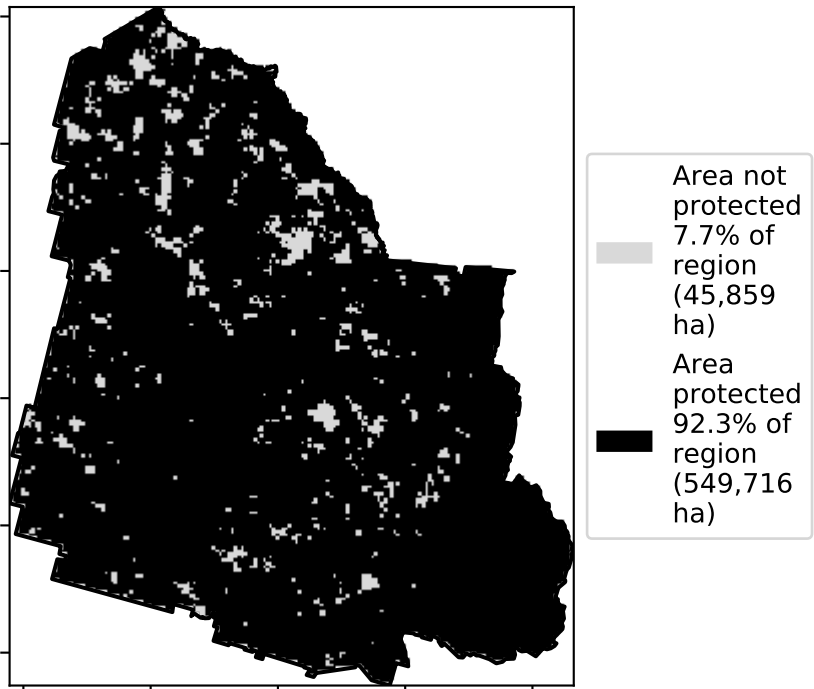 Area not
protected
7.7% of
region
(45,859
ha)
Area
protected
92.3% of
region
(549,716
ha)